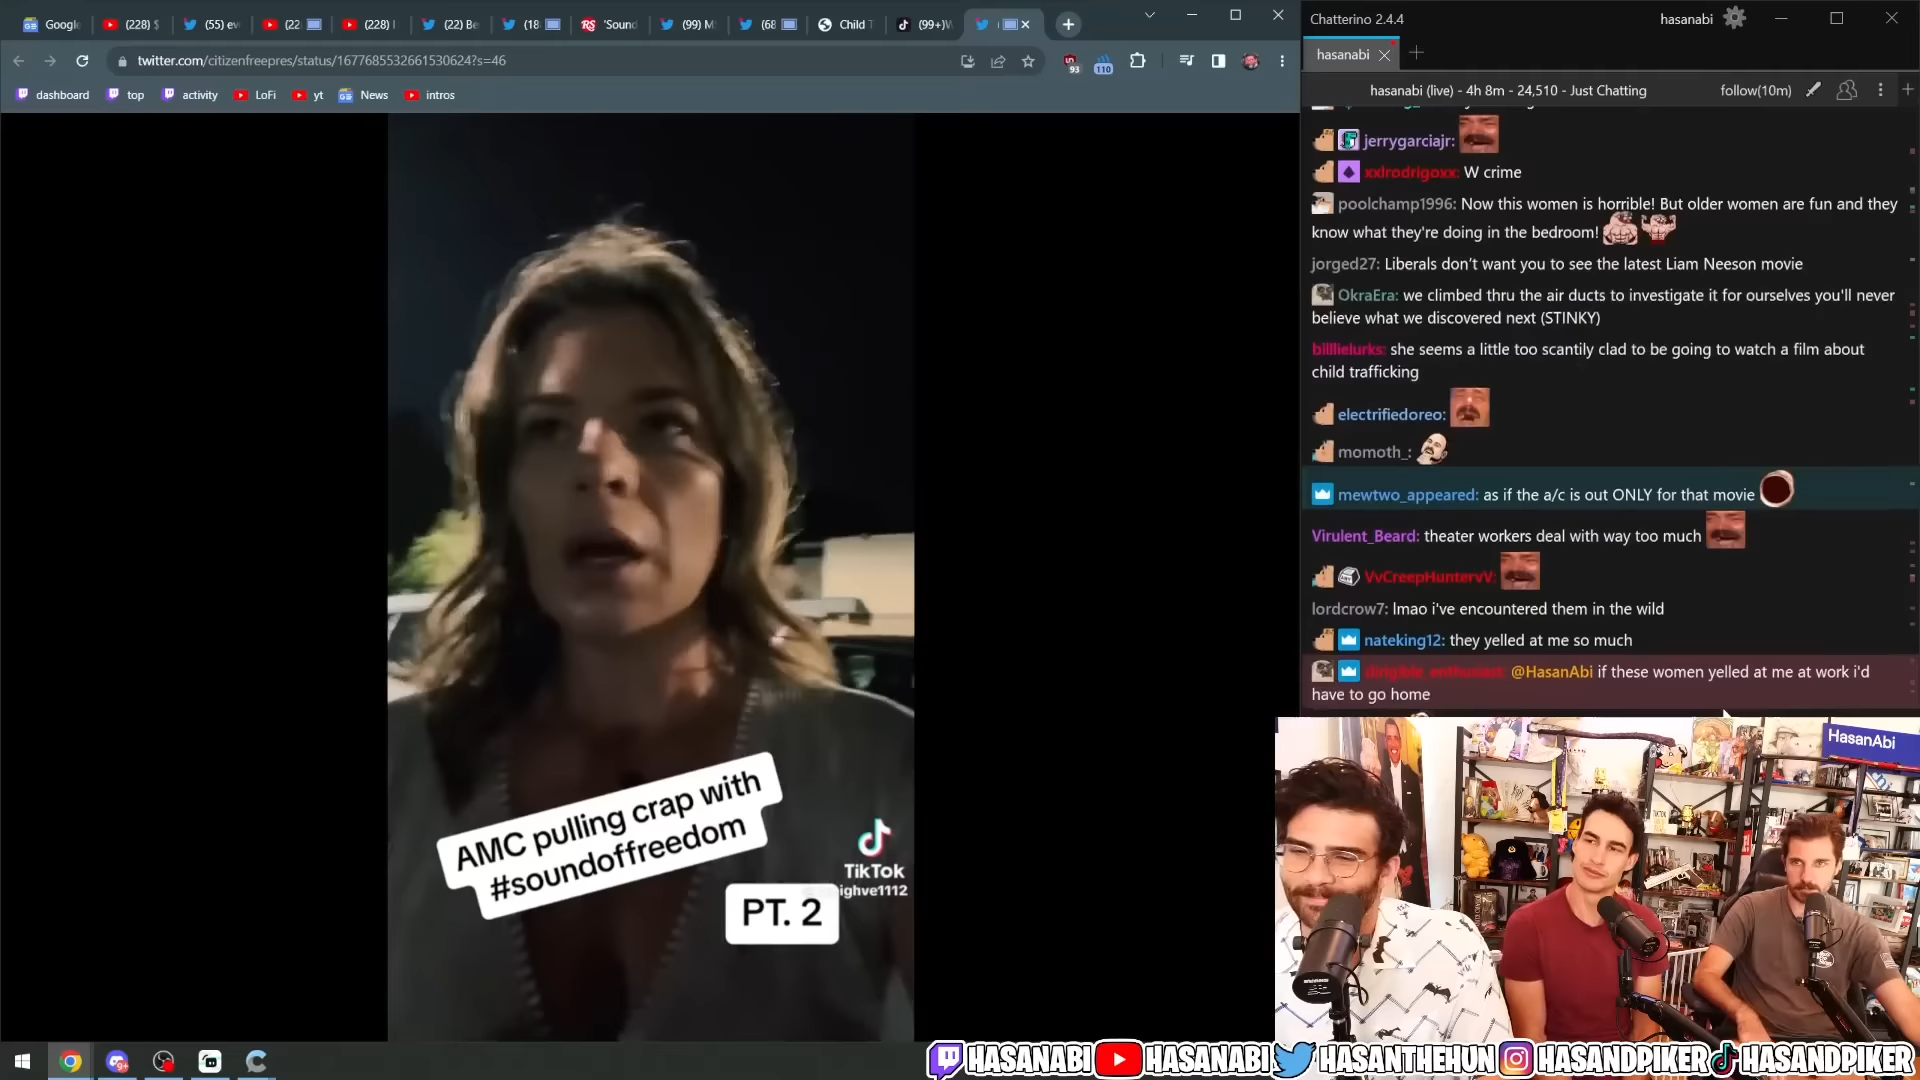 Google
(228) $
(55) ev
(22
(228) I
(22) Be
(18
'Sound
(99) M
(68
Child T
(99+)W
twitter.com/citizenfreepres/status/1677685532661530624?s=46
93
110
dashboard
top
activity
LoFi
yt
News
intros
AMC pulling crap with
#soundoffreedom
PT. 2
TikTok
Chatterino 2.4.4
hasanabi
hasanabi
hasanabi (live) - 4h 8m - 24,510 - Just Chatting
follow(10m)
jerrygarciajr:
xxlrodrigoxx: W crime
poolchamp1996: Now this women is horrible! But older women are fun and they
know what they're doing in the bedroom!
jorged27: Liberals don't want you to see the latest Liam Neeson movie
OkraEra: we climbed thru the air ducts to investigate it for ourselves you'll never
believe what we discovered next (STINKY)
billlielurks: she seems a little too scantily clad to be going to watch a film about
child trafficking
electrifiedoreo:
momoth_:
mewtwo_appeared: as if the a/c is out ONLY for that movie
Virulent_Beard: theater workers deal with way too much
VvCreepHuntervV:
lordcrow7: lmao i've encountered them in the wild
nateking12: they yelled at me so much
dirigible_enthusiast: @HasanAbi if these women yelled at me at work i'd
have to go home
HasanAbi
HASANABI
HASANABI
HASANTHEHUN
HASANDPIKER
HASANDPIKER